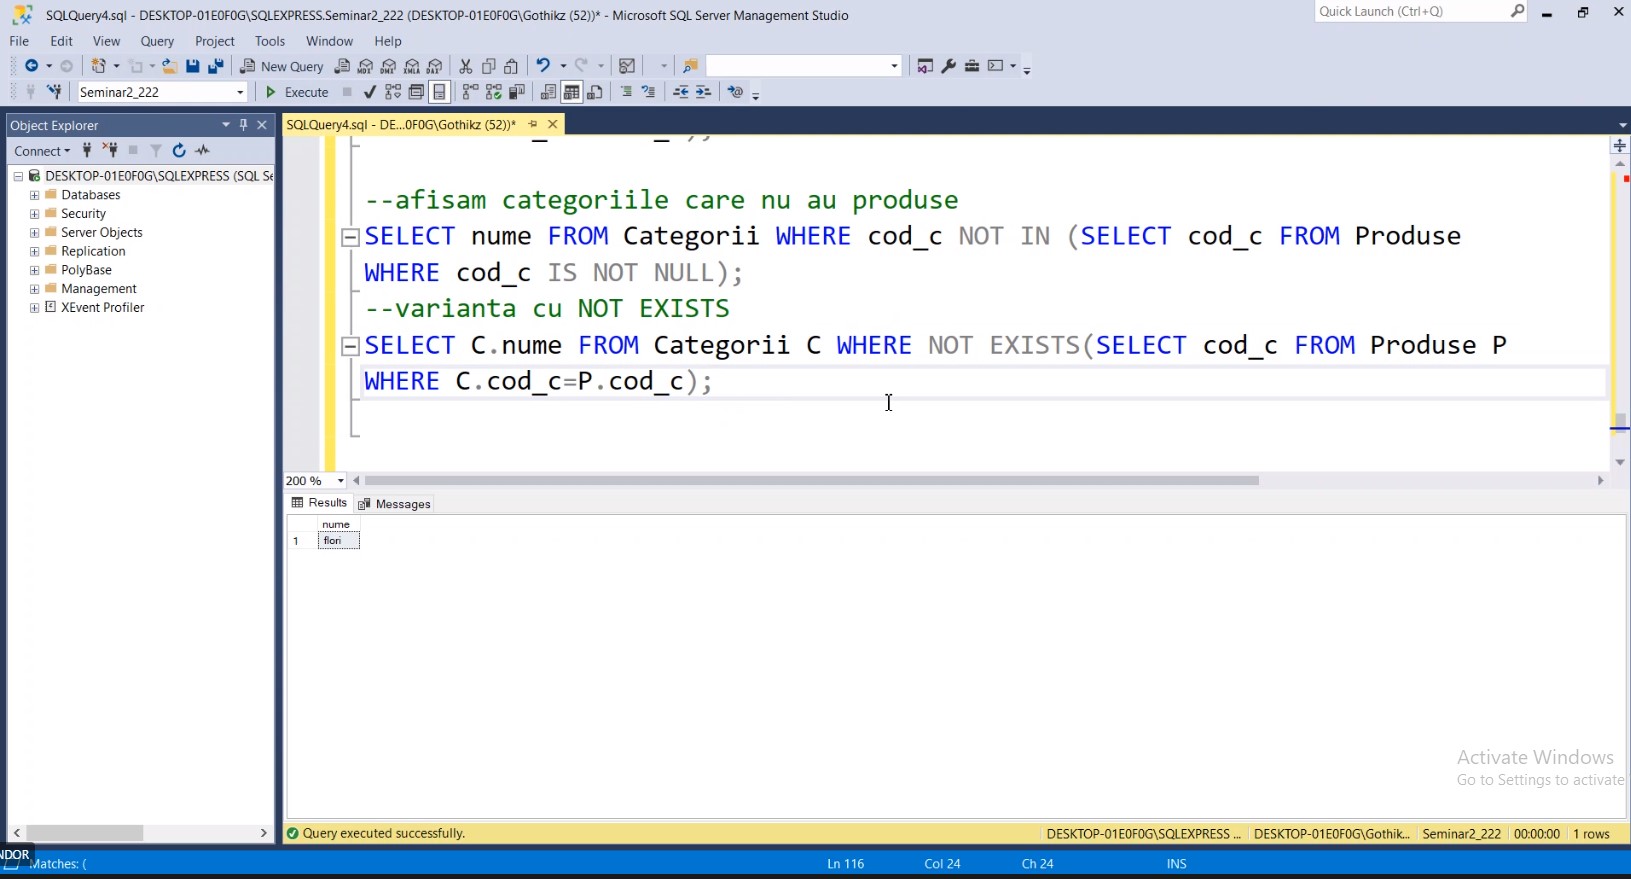 SQLQuery4.sql - DESKTOP-01E0F0G\SQLEXPRESS.Seminar2_222 (DESKTOP-01E0F0G\Gothikz (52))* - Microsoft SQL Server Management Studio
Quick Launch (Ctrl+Q)
File Edit View Query Project Tools Window Help
New Query
MDX DMX XMLA DAX
Seminar2_222
Execute
Object Explorer
SQLQuery4.sql - DE...0F0G\Gothikz (52))*
Connect
DESKTOP-01E0F0G\SQLEXPRESS (SQL Se
Databases
Security
Server Objects
Replication
PolyBase
Management
XEvent Profiler
--afisam categoriile care nu au produse
SELECT nume FROM Categorii WHERE cod_c NOT IN (SELECT cod_c FROM Produse
WHERE cod_c IS NOT NULL);
--varianta cu NOT EXISTS
SELECT C.nume FROM Categorii C WHERE NOT EXISTS(SELECT cod_c FROM Produse P
WHERE C.cod_c=P.cod_c);
200 %
Results Messages
nume
1 flori
Activate Windows
Go to Settings to activate
Query executed successfully.
DESKTOP-01E0F0G\SQLEXPRESS ... DESKTOP-01E0F0G\Gothik... Seminar2_222 00:00:00 1 rows
NDOR
Matches: (
Ln 116 Col 24 Ch 24 INS